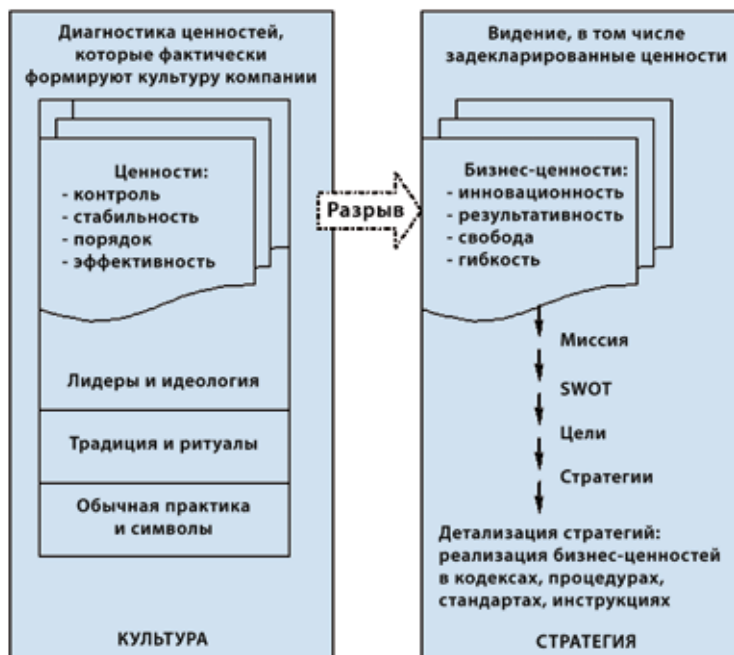 Диагностика ценностей,
которые фактически
формируют культуру компании
Ценности:
- контроль
- стабильность
- порядок
- эффективность
Лидеры и идеология
Традиция и ритуалы
Обычная практика
и символы
КУЛЬТУРА
Разрыв
Видение, в том числе
задекларированные ценности
Бизнес-ценности:
- инновационность
- результативность
- свобода
- гибкость
Миссия
SWOT
Цели
Стратегии
Детализация стратегий:
реализация бизнес-ценностей
в кодексах, процедурах,
стандартах, инструкциях
СТРАТЕГИЯ